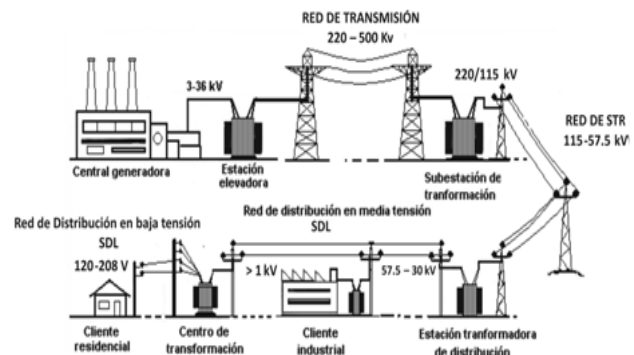 RED DE TRANSMISIÓN
220 – 500 Kv
3-36 kV
220/115 kV
RED DE STR
115-57.5 kV
Central generadora
Estación
elevadora
Subestación de
tranformación
Red de Distribución en baja tensión
SDL
120-208 V
Red de distribución en media tensión
SDL
> 1 kV
57.5 – 30 kV
Cliente
residencial
Centro de
transformación
Cliente
industrial
Estación tranformadora
de distribución